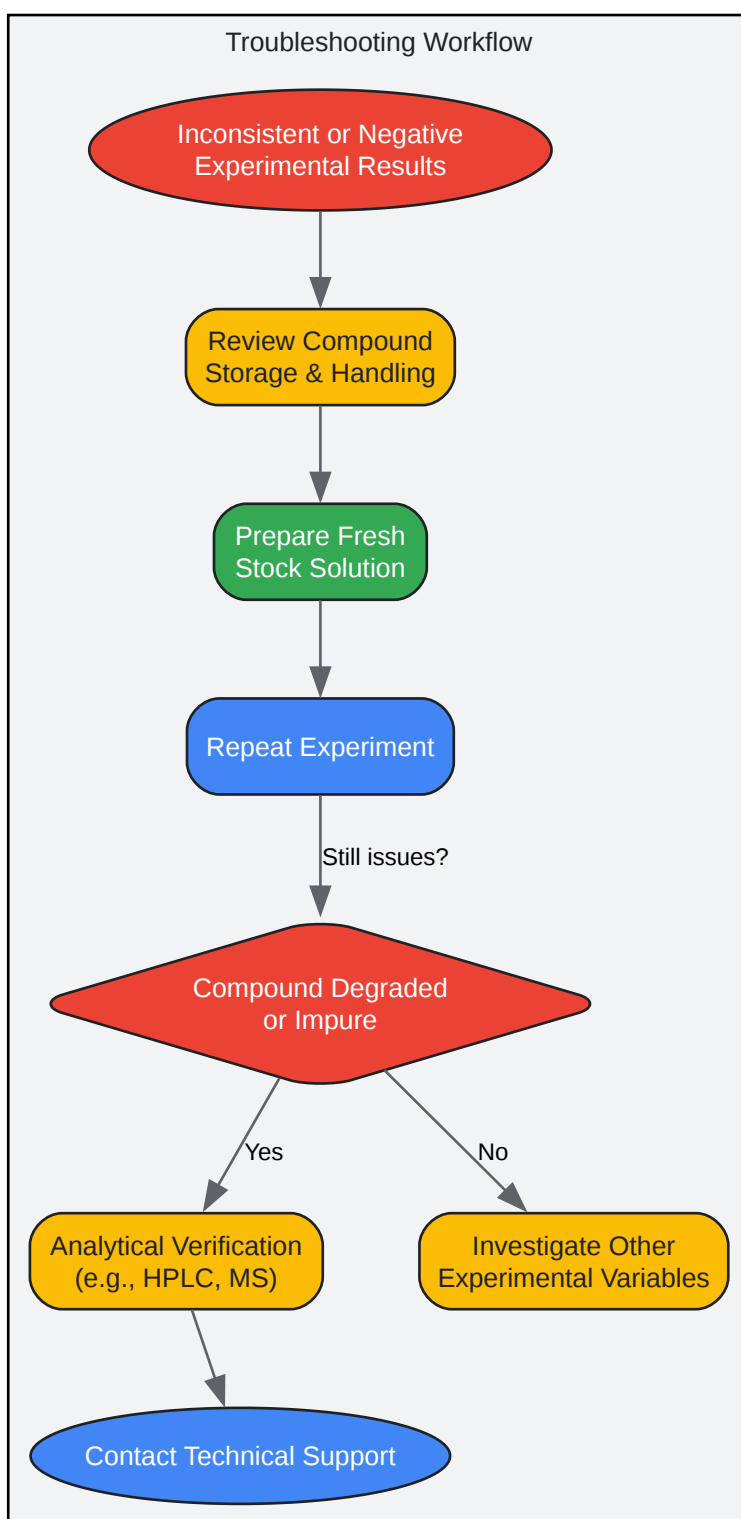 Troubleshooting Workflow
Inconsistent or Negative
Experimental Results
Review Compound
Storage & Handling
Prepare Fresh
Stock Solution
Repeat Experiment
Still issues?
Compound Degraded
or Impure
Yes
No
Analytical Verification
(e.g., HPLC, MS)
Investigate Other
Experimental Variables
Contact Technical Support